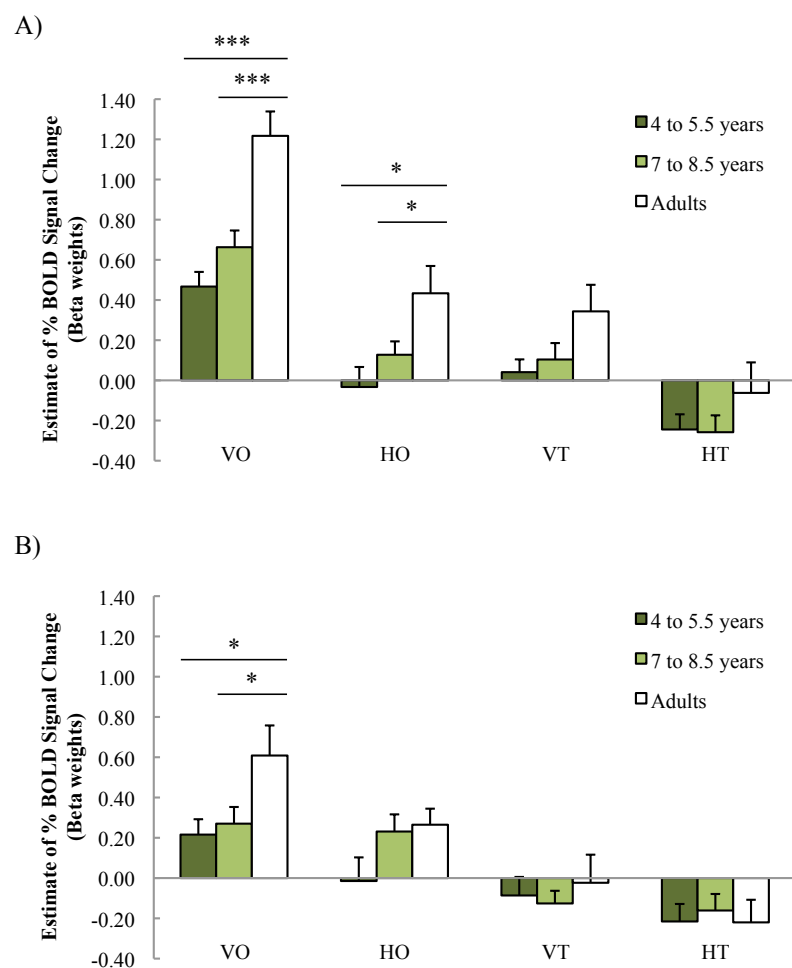 A)
***
***
*
*
Estimate of % BOLD Signal Change
(Beta weights)
1.40
1.20
1.00
0.80
0.60
0.40
0.20
0.00
-0.20
-0.40
4 to 5.5 years
7 to 8.5 years
Adults
VO HO VT HT
B)
*
*
Estimate of % BOLD Signal Change
(Beta weights)
1.40
1.20
1.00
0.80
0.60
0.40
0.20
0.00
-0.20
-0.40
4 to 5.5 years
7 to 8.5 years
Adults
VO HO VT HT